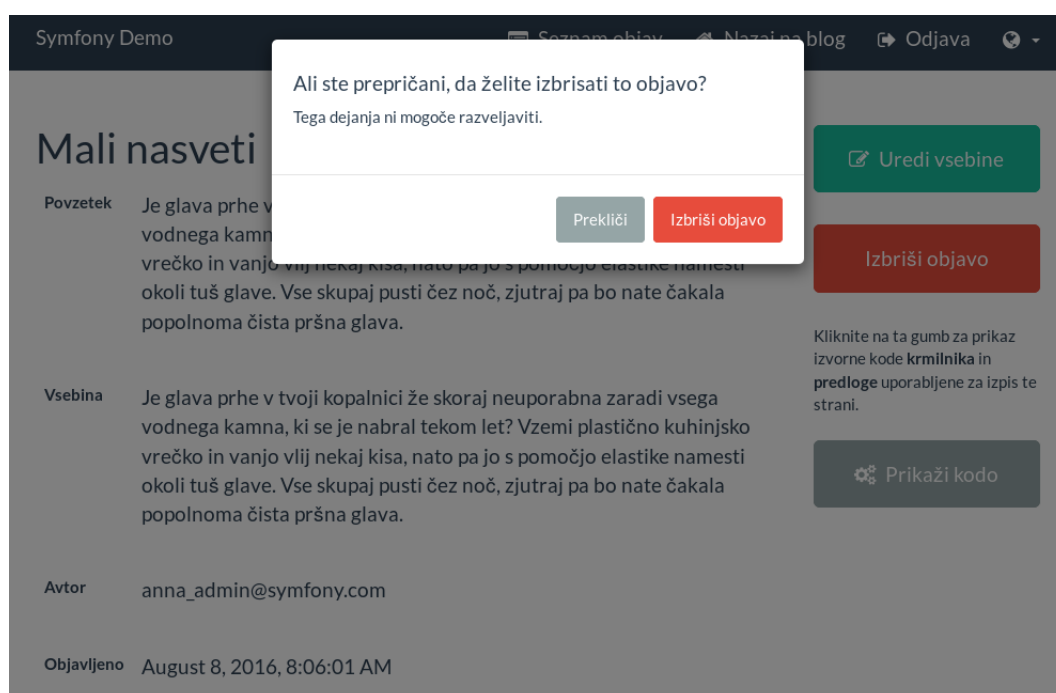 Symfony Demo
Seznam objav Nazaj na blog Odjava
Ali ste prepričani, da želite izbrisati to objavo?
Tega dejanja ni mogoče razveljaviti.
Prekliči Izbriši objavo
Mali nasveti
Povzetek Je glava prhe v
vodnega kamn
vrečko in vanjo vlij nekaj kisa, nato pa jo s pomočjo elastike namesti
okoli tuš glave. Vse skupaj pusti čez noč, zjutraj pa bo nate čakala
popolnoma čista pršna glava.
Vsebina Je glava prhe v tvoji kopalnici že skoraj neuporabna zaradi vsega
vodnega kamna, ki se je nabral tekom let? Vzemi plastično kuhinjsko
vrečko in vanjo vlij nekaj kisa, nato pa jo s pomočjo elastike namesti
okoli tuš glave. Vse skupaj pusti čez noč, zjutraj pa bo nate čakala
popolnoma čista pršna glava.
Avtor anna_admin@symfony.com
Objavljeno August 8, 2016, 8:06:01 AM
Uredi vsebine
Izbriši objavo
Kliknite na ta gumb za prikaz
izvorne kode krmilnika in
predloge uporabljene za izpis te
strani.
Prikaži kodo